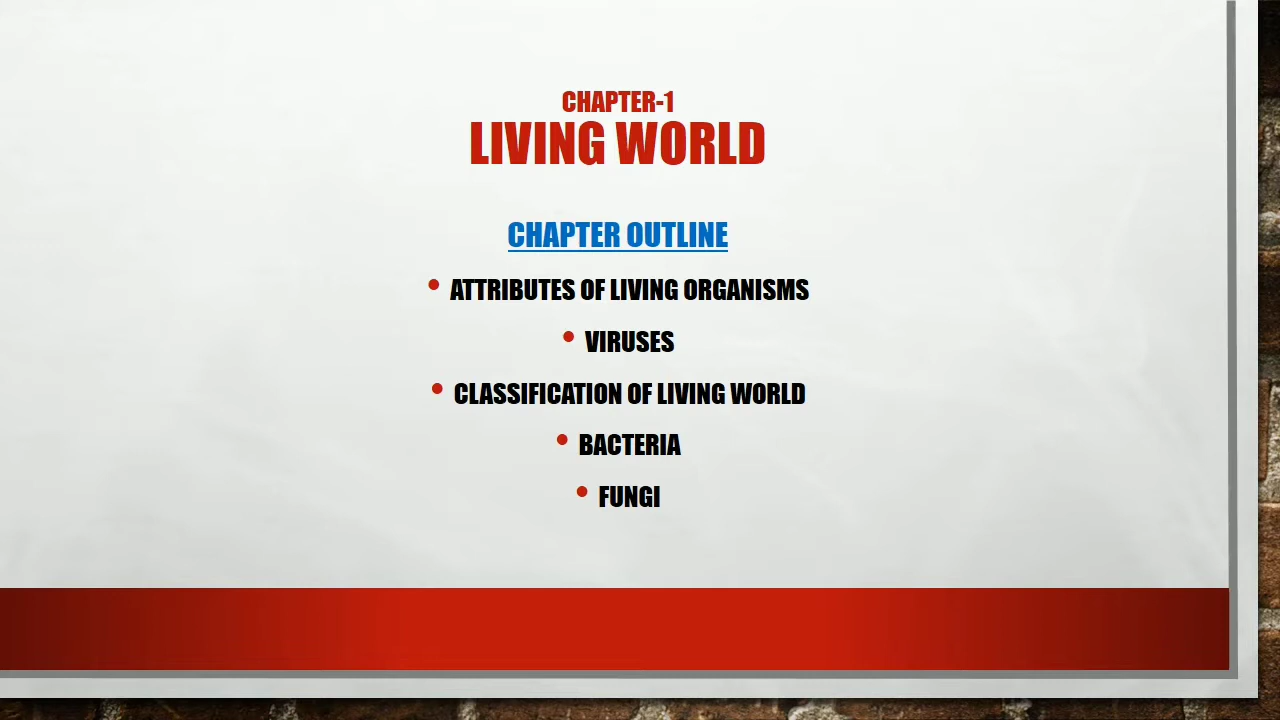 CHAPTER-1
LIVING WORLD
CHAPTER OUTLINE
• ATTRIBUTES OF LIVING ORGANISMS
• VIRUSES
• CLASSIFICATION OF LIVING WORLD
• BACTERIA
• FUNGI